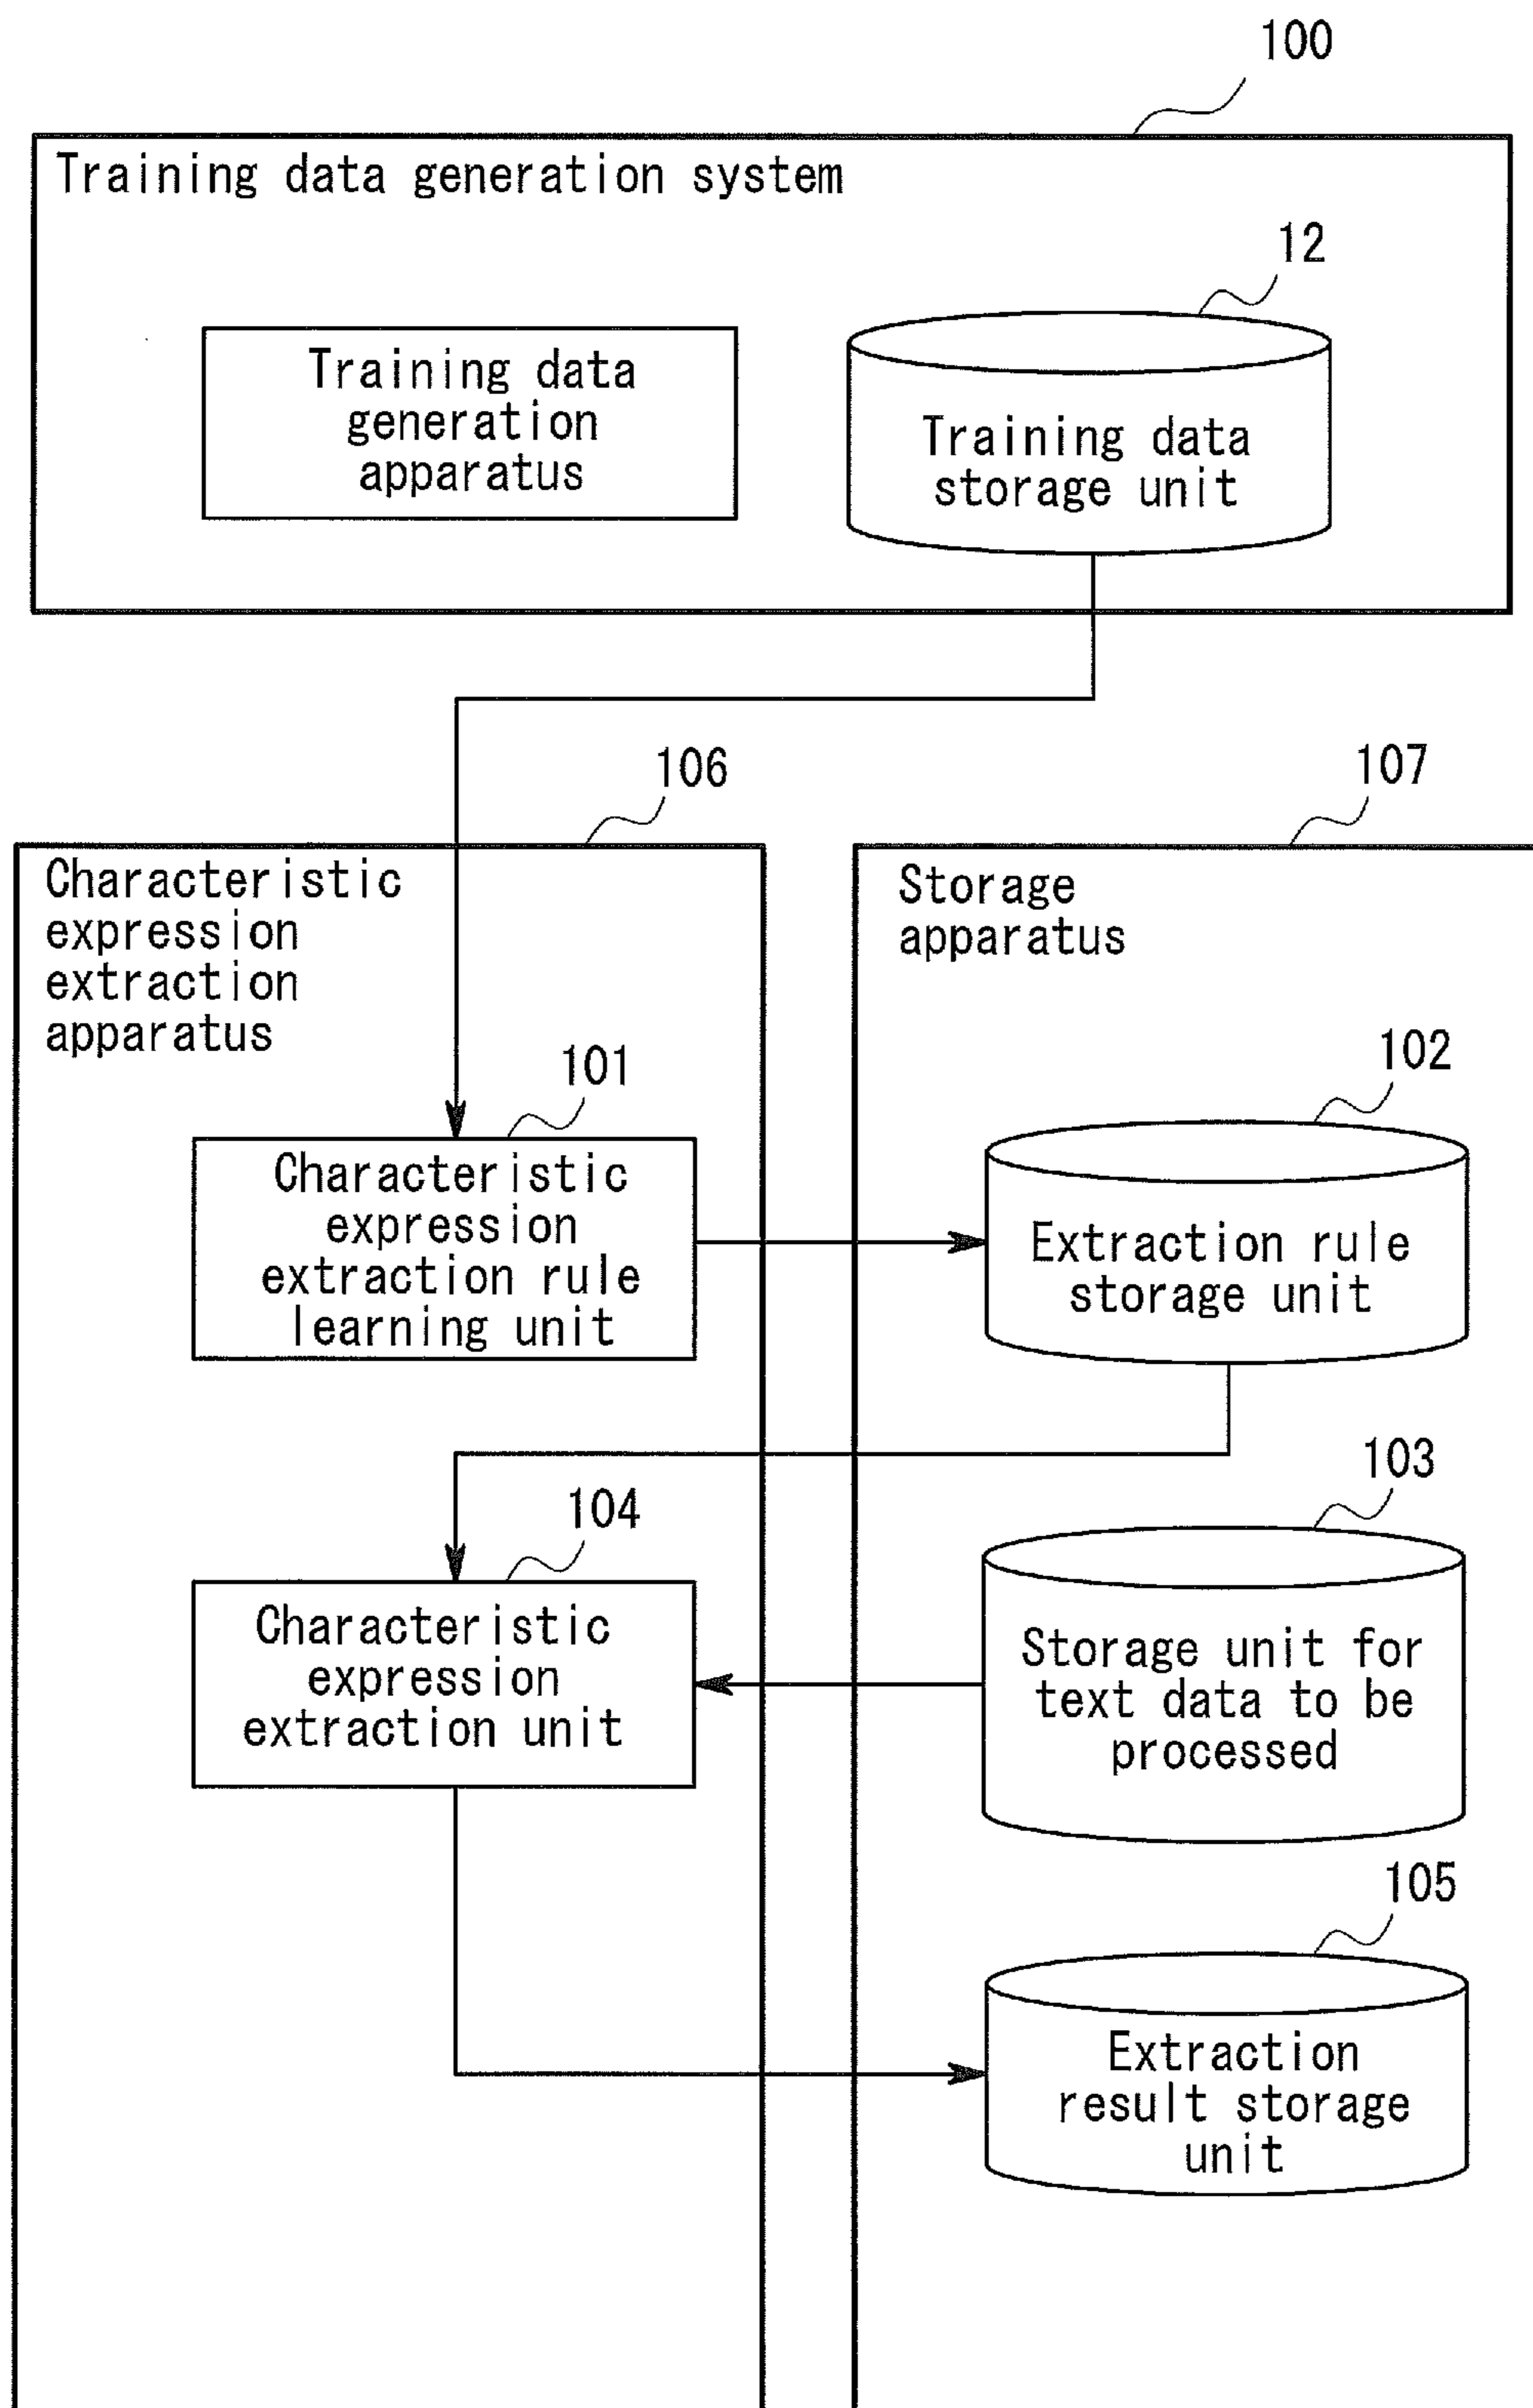 100
Training data generation system
12
Training data
generation
apparatus
Training data
storage unit
106
107
Characteristic
expression
extraction
apparatus
Storage
apparatus
101
102
Characteristic
expression
extraction rule
learning unit
Extraction rule
storage unit
103
104
Characteristic
expression
extraction unit
Storage unit for
text data to be
processed
105
Extraction
result storage
unit